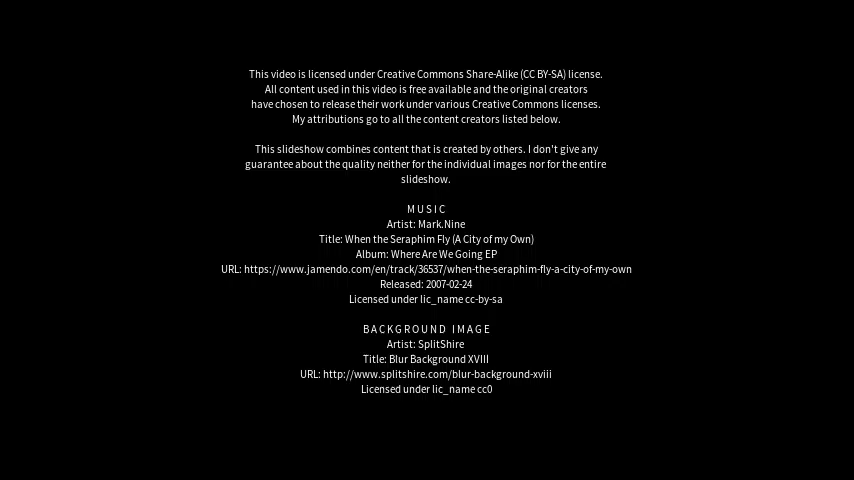 This video is licensed under Creative Commons Share-Alike (CC BY-SA) license.
All content used in this video is free available and the original creators
have chosen to release their work under various Creative Commons licenses.
My attributions go to all the content creators listed below.
This slideshow combines content that is created by others. I don't give any
guarantee about the quality neither for the individual images nor for the entire
slideshow.
MUSIC
Artist: Mark.Nine
Title: When the Seraphim Fly (A City of my Own)
Album: Where Are We Going EP
URL: https://www.jamendo.com/en/track/36537/when-the-seraphim-fly-a-city-of-my-own
Released: 2007-02-24
Licensed under lic_name cc-by-sa
BACKGROUND IMAGE
Artist: SplitShire
Title: Blur Background XVIII
URL: http://www.splitshire.com/blur-background-xviii
Licensed under lic_name cc0